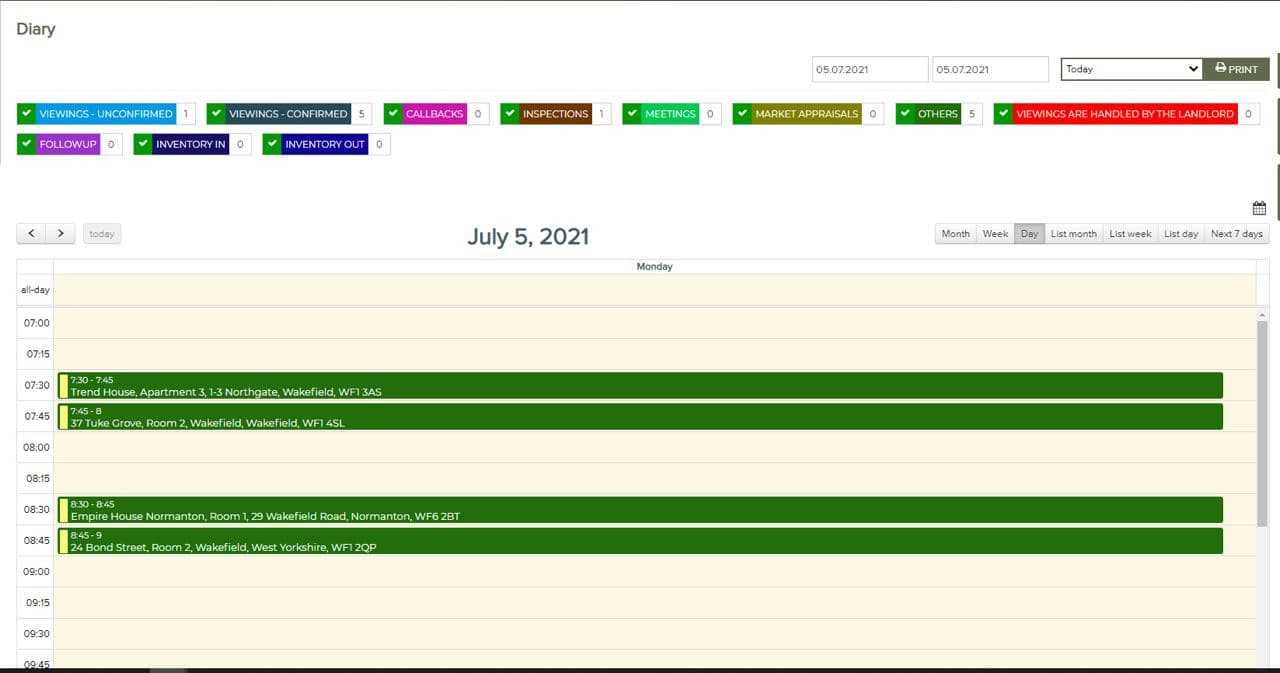 Diary
05.07.2021 05.07.2021 Today PRINT
VIEWINGS - UNCONFIRMED 1 VIEWINGS - CONFIRMED 5 CALLBACKS 0 INSPECTIONS 1 MEETINGS 0 MARKET APPRAISALS 0 OTHERS 5 VIEWINGS ARE HANDLED BY THE LANDLORD 0
FOLLOWUP 0 INVENTORY IN 0 INVENTORY OUT 0
today July 5, 2021 Month Week Day List month List week List day Next 7 days
Monday
all-day
07:00
07:15
07:30 7:30 - 7:45
Trend House, Apartment 3, 1-3 Northgate, Wakefield, WF1 3AS
07:45 7:45 - 8
37 Tuke Grove, Room 2, Wakefield, Wakefield, WF1 4SL
08:00
08:15
08:30 8:30 - 8:45
Empire House Normanton, Room 1, 29 Wakefield Road, Normanton, WF6 2BT
08:45 8:45 - 9
24 Bond Street, Room 2, Wakefield, West Yorkshire, WF1 2QP
09:00
09:15
09:30
09:45